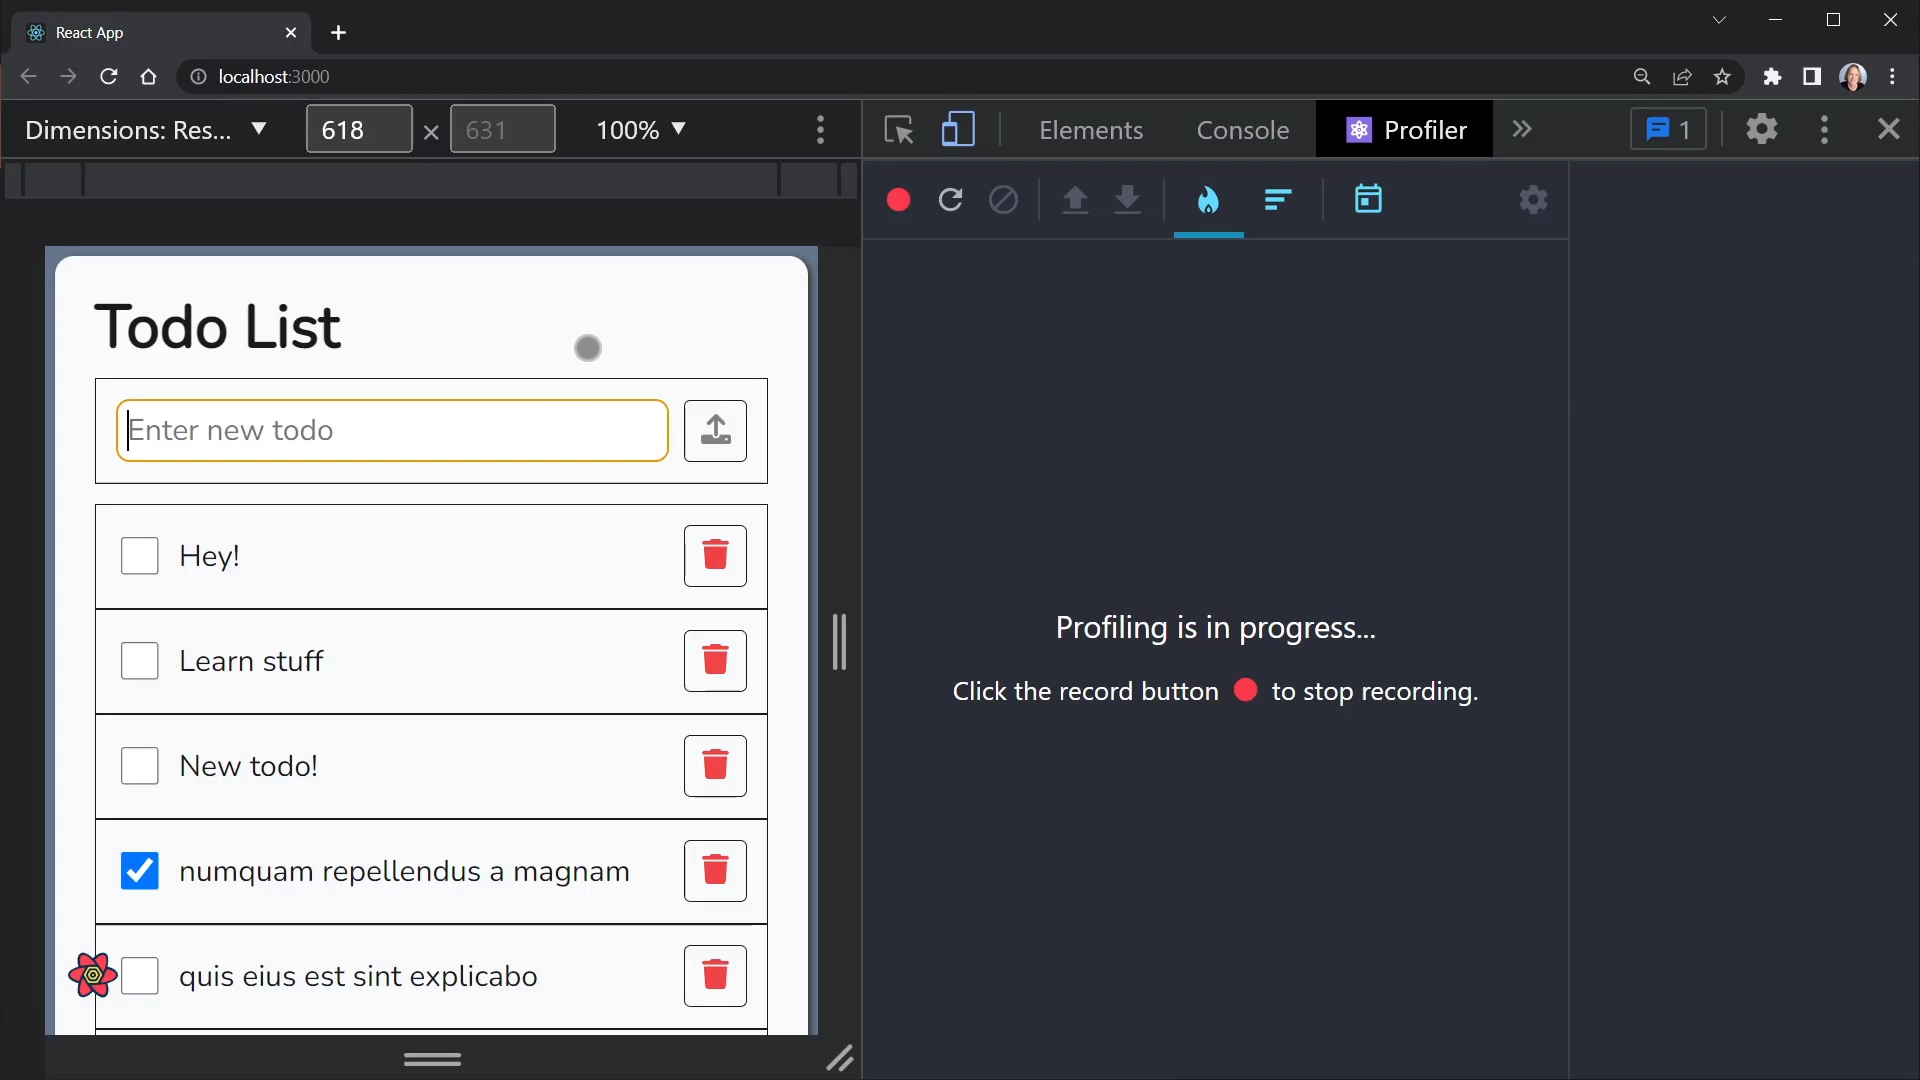 React App
localhost:3000
Dimensions: Res... ▼ 618 × 631 100% ▼
Elements Console Profiler » 1
Todo List
Enter new todo
Hey!
Learn stuff
New todo!
numquam repellendus a magnam
quis eius est sint explicabo
Profiling is in progress...
Click the record button to stop recording.